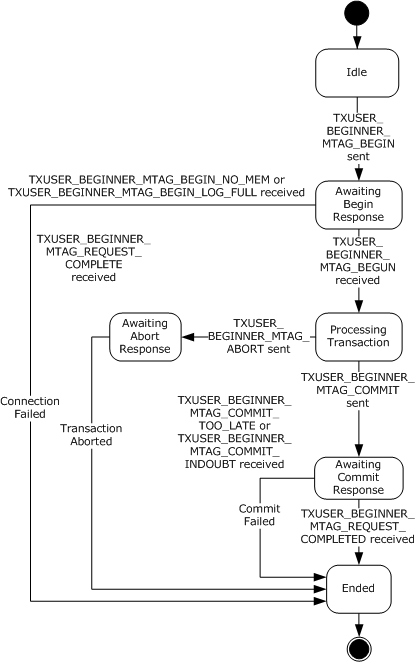 Idle
TXUSER_
BEGINNER_
MTAG_BEGIN
sent
TXUSER_BEGINNER_MTAG_BEGIN_NO_MEM or
TXUSER_BEGINNER_MTAG_BEGIN_LOG_FULL received
Awaiting
Begin
Response
TXUSER_BEGINNER_
MTAG_REQUEST_
COMPLETE
received
TXUSER_
BEGINNER_
MTAG_BEGUN
received
Awaiting
Abort
Response
TXUSER_
BEGINNER_MTAG_
ABORT sent
Processing
Transaction
TXUSER_BEGINNER_
MTAG_COMMIT
sent
Connection
Failed
Transaction
Aborted
TXUSER_BEGINNER_
MTAG_COMMIT_
TOO_LATE or
TXUSER_BEGINNER_
MTAG_COMMIT_
INDOUBT received
Awaiting
Commit
Response
Commit
Failed
TXUSER_BEGINNER_
MTAG_REQUEST_
COMPLETED received
Ended